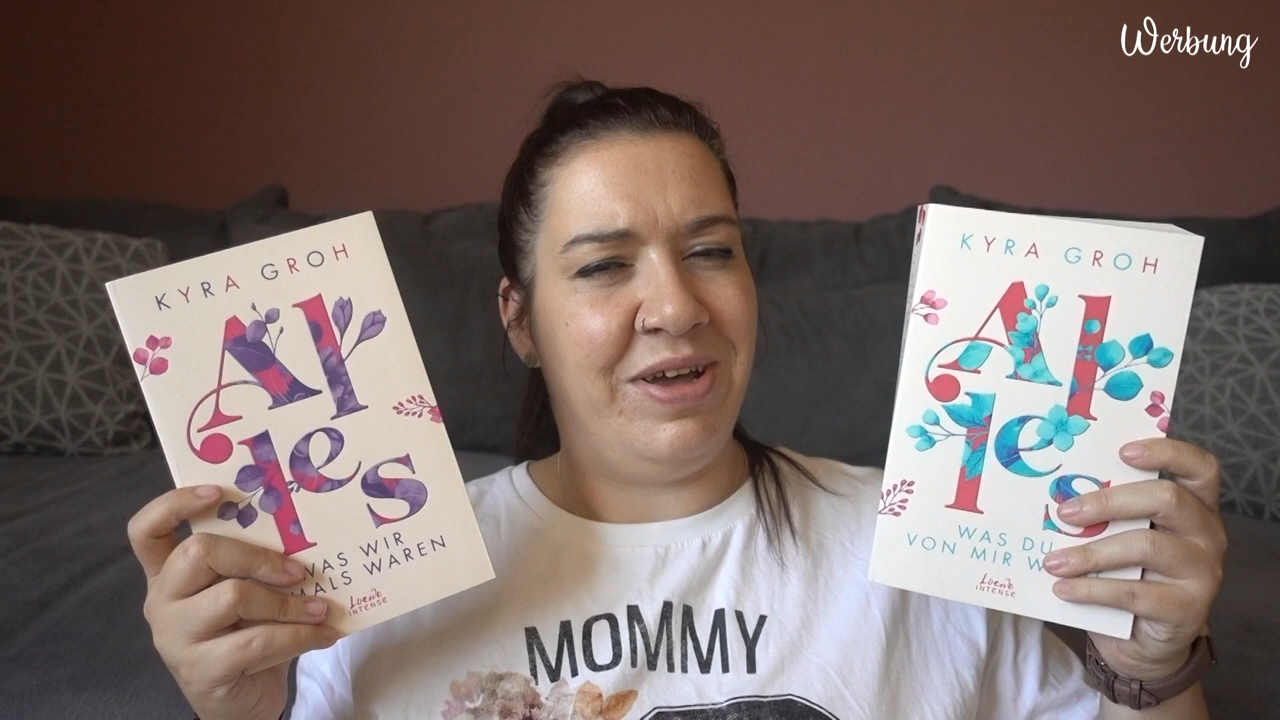 Werbung
KYRA GROH
Alles
WAS WIR
MALS WAREN
Loewe
INTENSE
KYRA GROH
Alles
WAS DU
VON MIR W
Loewe
INTENSE
MOMMY